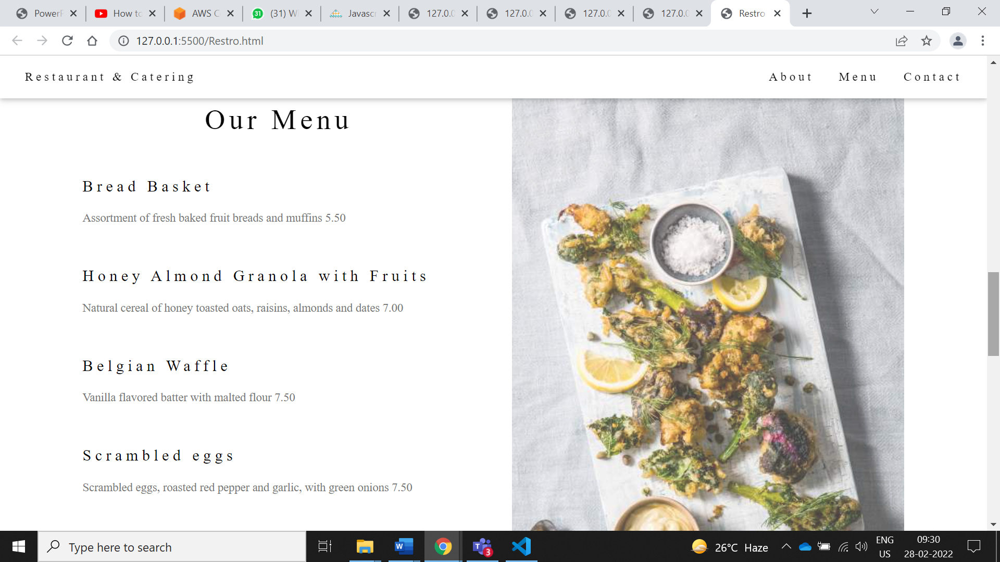 PowerP
How to
AWS C
31
(31) W
Javascr
127.0.0
127.0.0
127.0.0
127.0.0
Restro
127.0.0.1:5500/Restro.html
Restaurant & Catering
About
Menu
Contact
Our Menu
Bread Basket
Assortment of fresh baked fruit breads and muffins 5.50
Honey Almond Granola with Fruits
Natural cereal of honey toasted oats, raisins, almonds and dates 7.00
Belgian Waffle
Vanilla flavored batter with malted flour 7.50
Scrambled eggs
Scrambled eggs, roasted red pepper and garlic, with green onions 7.50
Type here to search
W
T
3
26°C Haze
ENG
US
09:30
28-02-2022